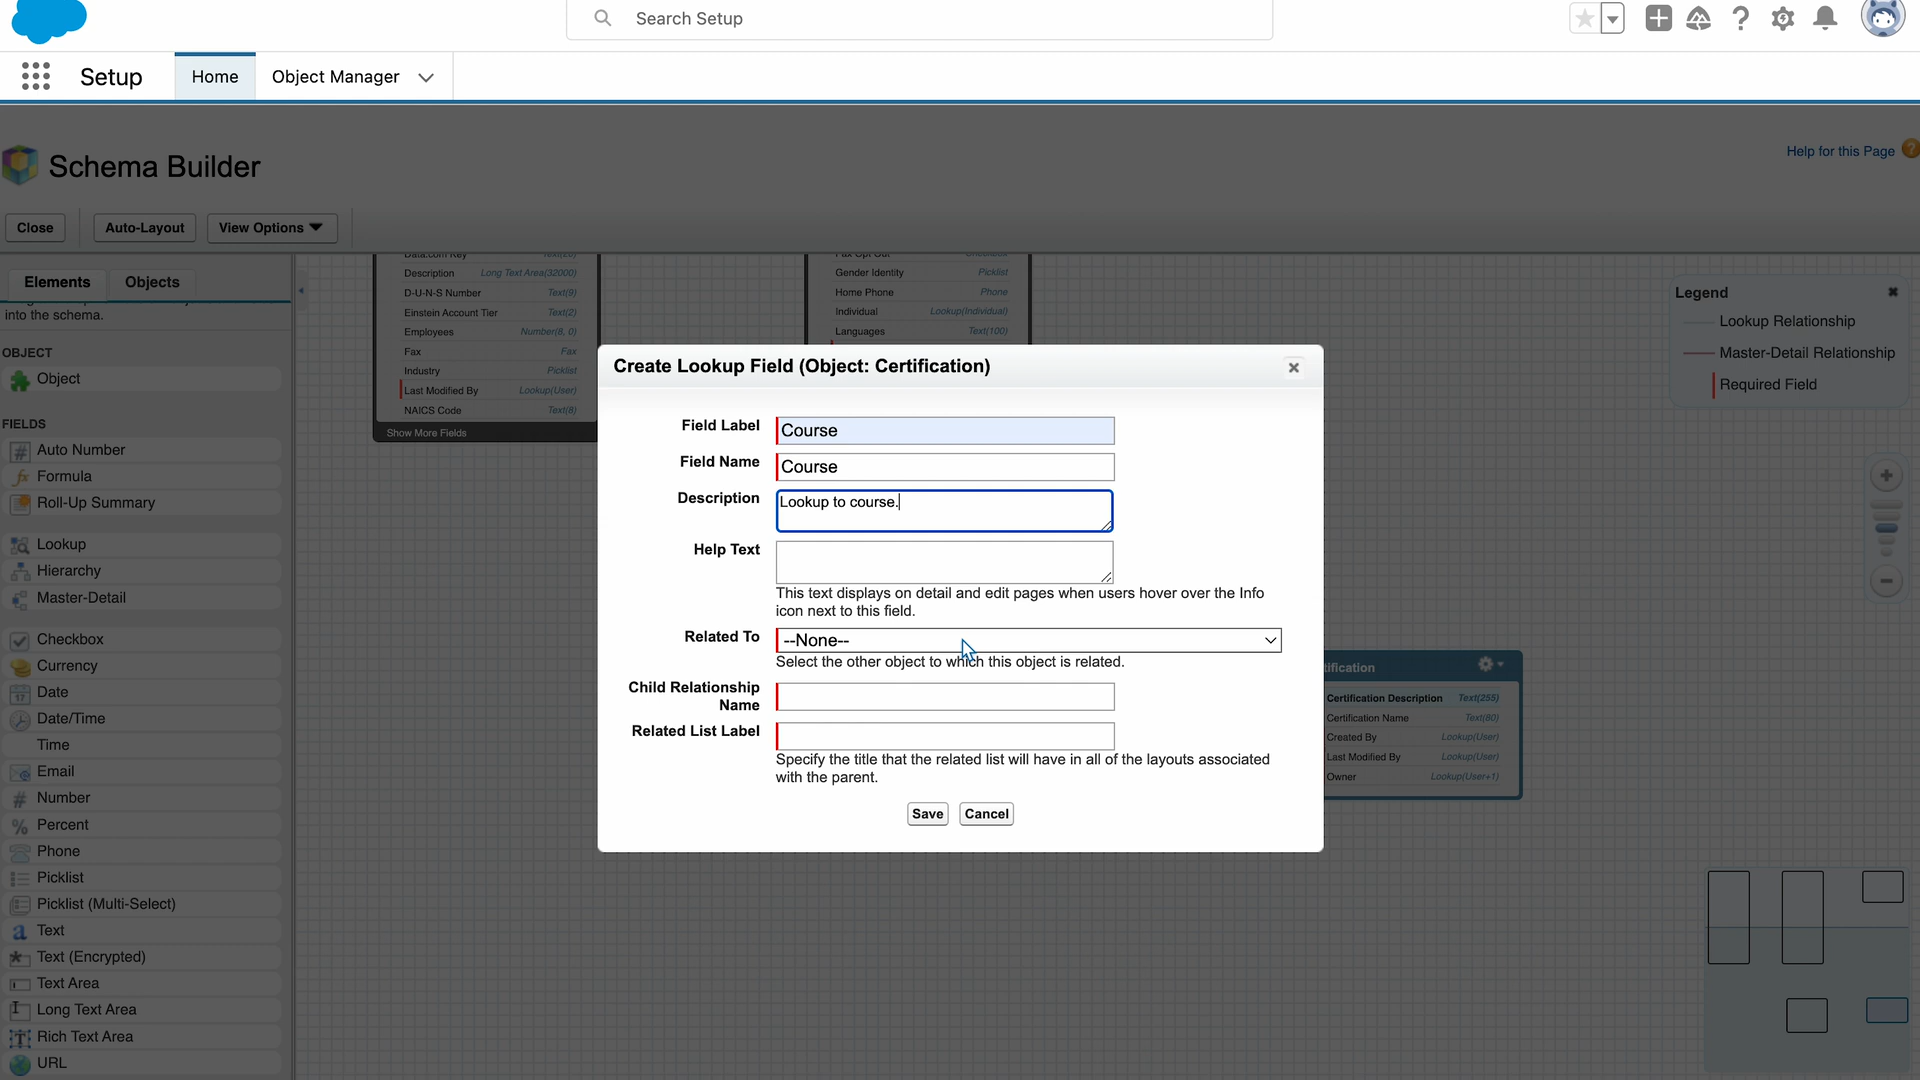 Search Setup
Setup
Home
Object Manager
Schema Builder
Help for this Page
Close
Auto-Layout
View Options
Elements
Objects
into the schema.
OBJECT
Object
FIELDS
Auto Number
Formula
Roll-Up Summary
Lookup
Hierarchy
Master-Detail
Checkbox
Currency
Date
Date/Time
Time
Email
Number
Percent
Phone
Picklist
Picklist (Multi-Select)
Text
Text (Encrypted)
Text Area
Long Text Area
Rich Text Area
URL
Data.com Key Text(20)
Description Long Text Area(32000)
D-U-N-S Number Text(9)
Einstein Account Tier Text(2)
Employees Number(8, 0)
Fax Fax
Industry Picklist
Last Modified By Lookup(User)
NAICS Code Text(8)
Show More Fields
Fax Opt Out Checkbox
Gender Identity Picklist
Home Phone Phone
Individual Lookup(Individual)
Languages Text(100)
Create Lookup Field (Object: Certification)
Field Label Course
Field Name Course
Description Lookup to course.
Help Text
This text displays on detail and edit pages when users hover over the Info
icon next to this field.
Related To --None--
Select the other object to which this object is related.
Child Relationship
Name
Related List Label
Specify the title that the related list will have in all of the layouts associated
with the parent.
Save
Cancel
Legend
Lookup Relationship
Master-Detail Relationship
Required Field
tification
Certification Description Text(255)
Certification Name Text(80)
Created By Lookup(User)
Last Modified By Lookup(User)
Owner Lookup(User+1)